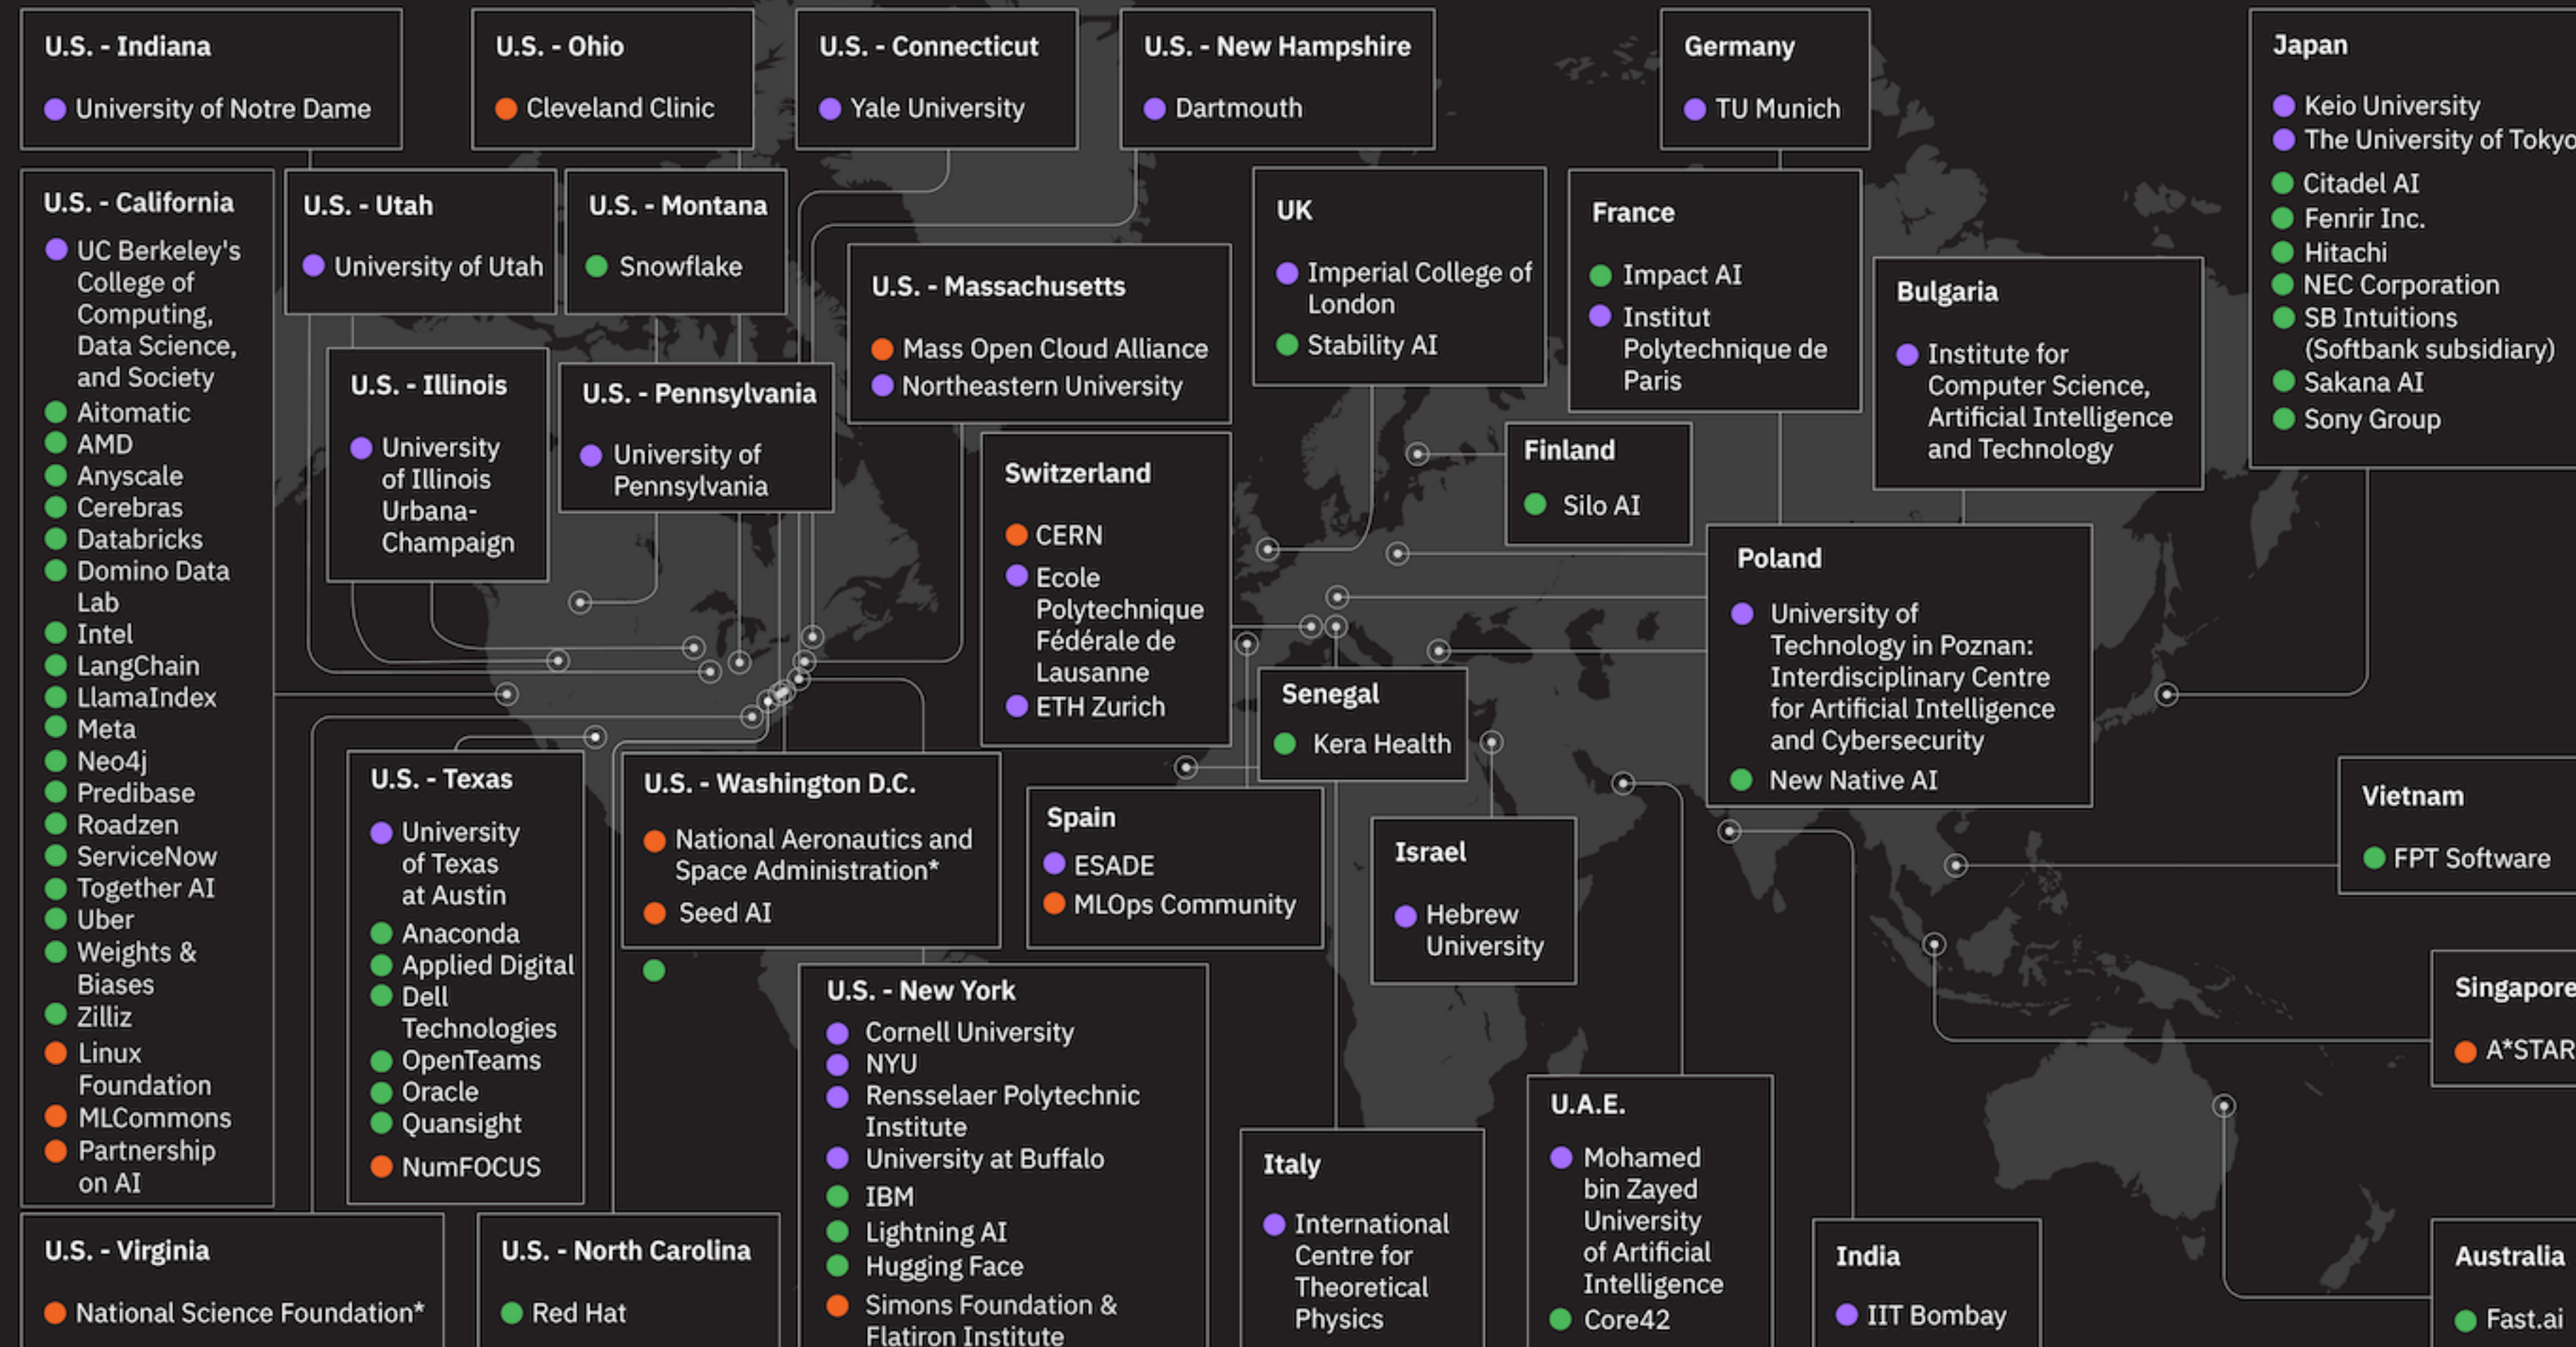 U.S. - Indiana
University of Notre Dame
U.S. - Ohio
Cleveland Clinic
U.S. - Connecticut
Yale University
U.S. - New Hampshire
Dartmouth
Germany
TU Munich
Japan
Keio University
The University of Tokyo
Citadel AI
Fenrir Inc.
Hitachi
NEC Corporation
SB Intuitions
(Softbank subsidiary)
Sakana AI
Sony Group
U.S. - California
UC Berkeley's
College of
Computing,
Data Science,
and Society
Aitomatic
AMD
Anyscale
Cerebras
Databricks
Domino Data
Lab
Intel
LangChain
LlamaIndex
Meta
Neo4j
Predibase
Roadzen
ServiceNow
Together AI
Uber
Weights &
Biases
Zilliz
Linux
Foundation
MLCommons
Partnership
on AI
U.S. - Utah
University of Utah
U.S. - Montana
Snowflake
U.S. - Massachusetts
Mass Open Cloud Alliance
Northeastern University
UK
Imperial College of
London
Stability AI
France
Impact AI
Institut
Polytechnique de
Paris
Bulgaria
Institute for
Computer Science,
Artificial Intelligence
and Technology
U.S. - Illinois
University
of Illinois
Urbana-
Champaign
U.S. - Pennsylvania
University of
Pennsylvania
Switzerland
CERN
Ecole
Polytechnique
Fédérale de
Lausanne
ETH Zurich
Finland
Silo AI
Poland
University of
Technology in Poznan:
Interdisciplinary Centre
for Artificial Intelligence
and Cybersecurity
New Native AI
Senegal
Kera Health
U.S. - Texas
University
of Texas
at Austin
Anaconda
Applied Digital
Dell
Technologies
OpenTeams
Oracle
Quansight
NumFOCUS
U.S. - Washington D.C.
National Aeronautics and
Space Administration*
Seed AI
Spain
ESADE
MLOps Community
Israel
Hebrew
University
Vietnam
FPT Software
Singapore
A*STAR
U.S. - New York
Cornell University
NYU
Rensselaer Polytechnic
Institute
University at Buffalo
IBM
Lightning AI
Hugging Face
Simons Foundation &
Flatiron Institute
Italy
International
Centre for
Theoretical
Physics
U.A.E.
Mohamed
bin Zayed
University
of Artificial
Intelligence
Core42
U.S. - Virginia
National Science Foundation*
U.S. - North Carolina
Red Hat
India
IIT Bombay
Australia
Fast.ai